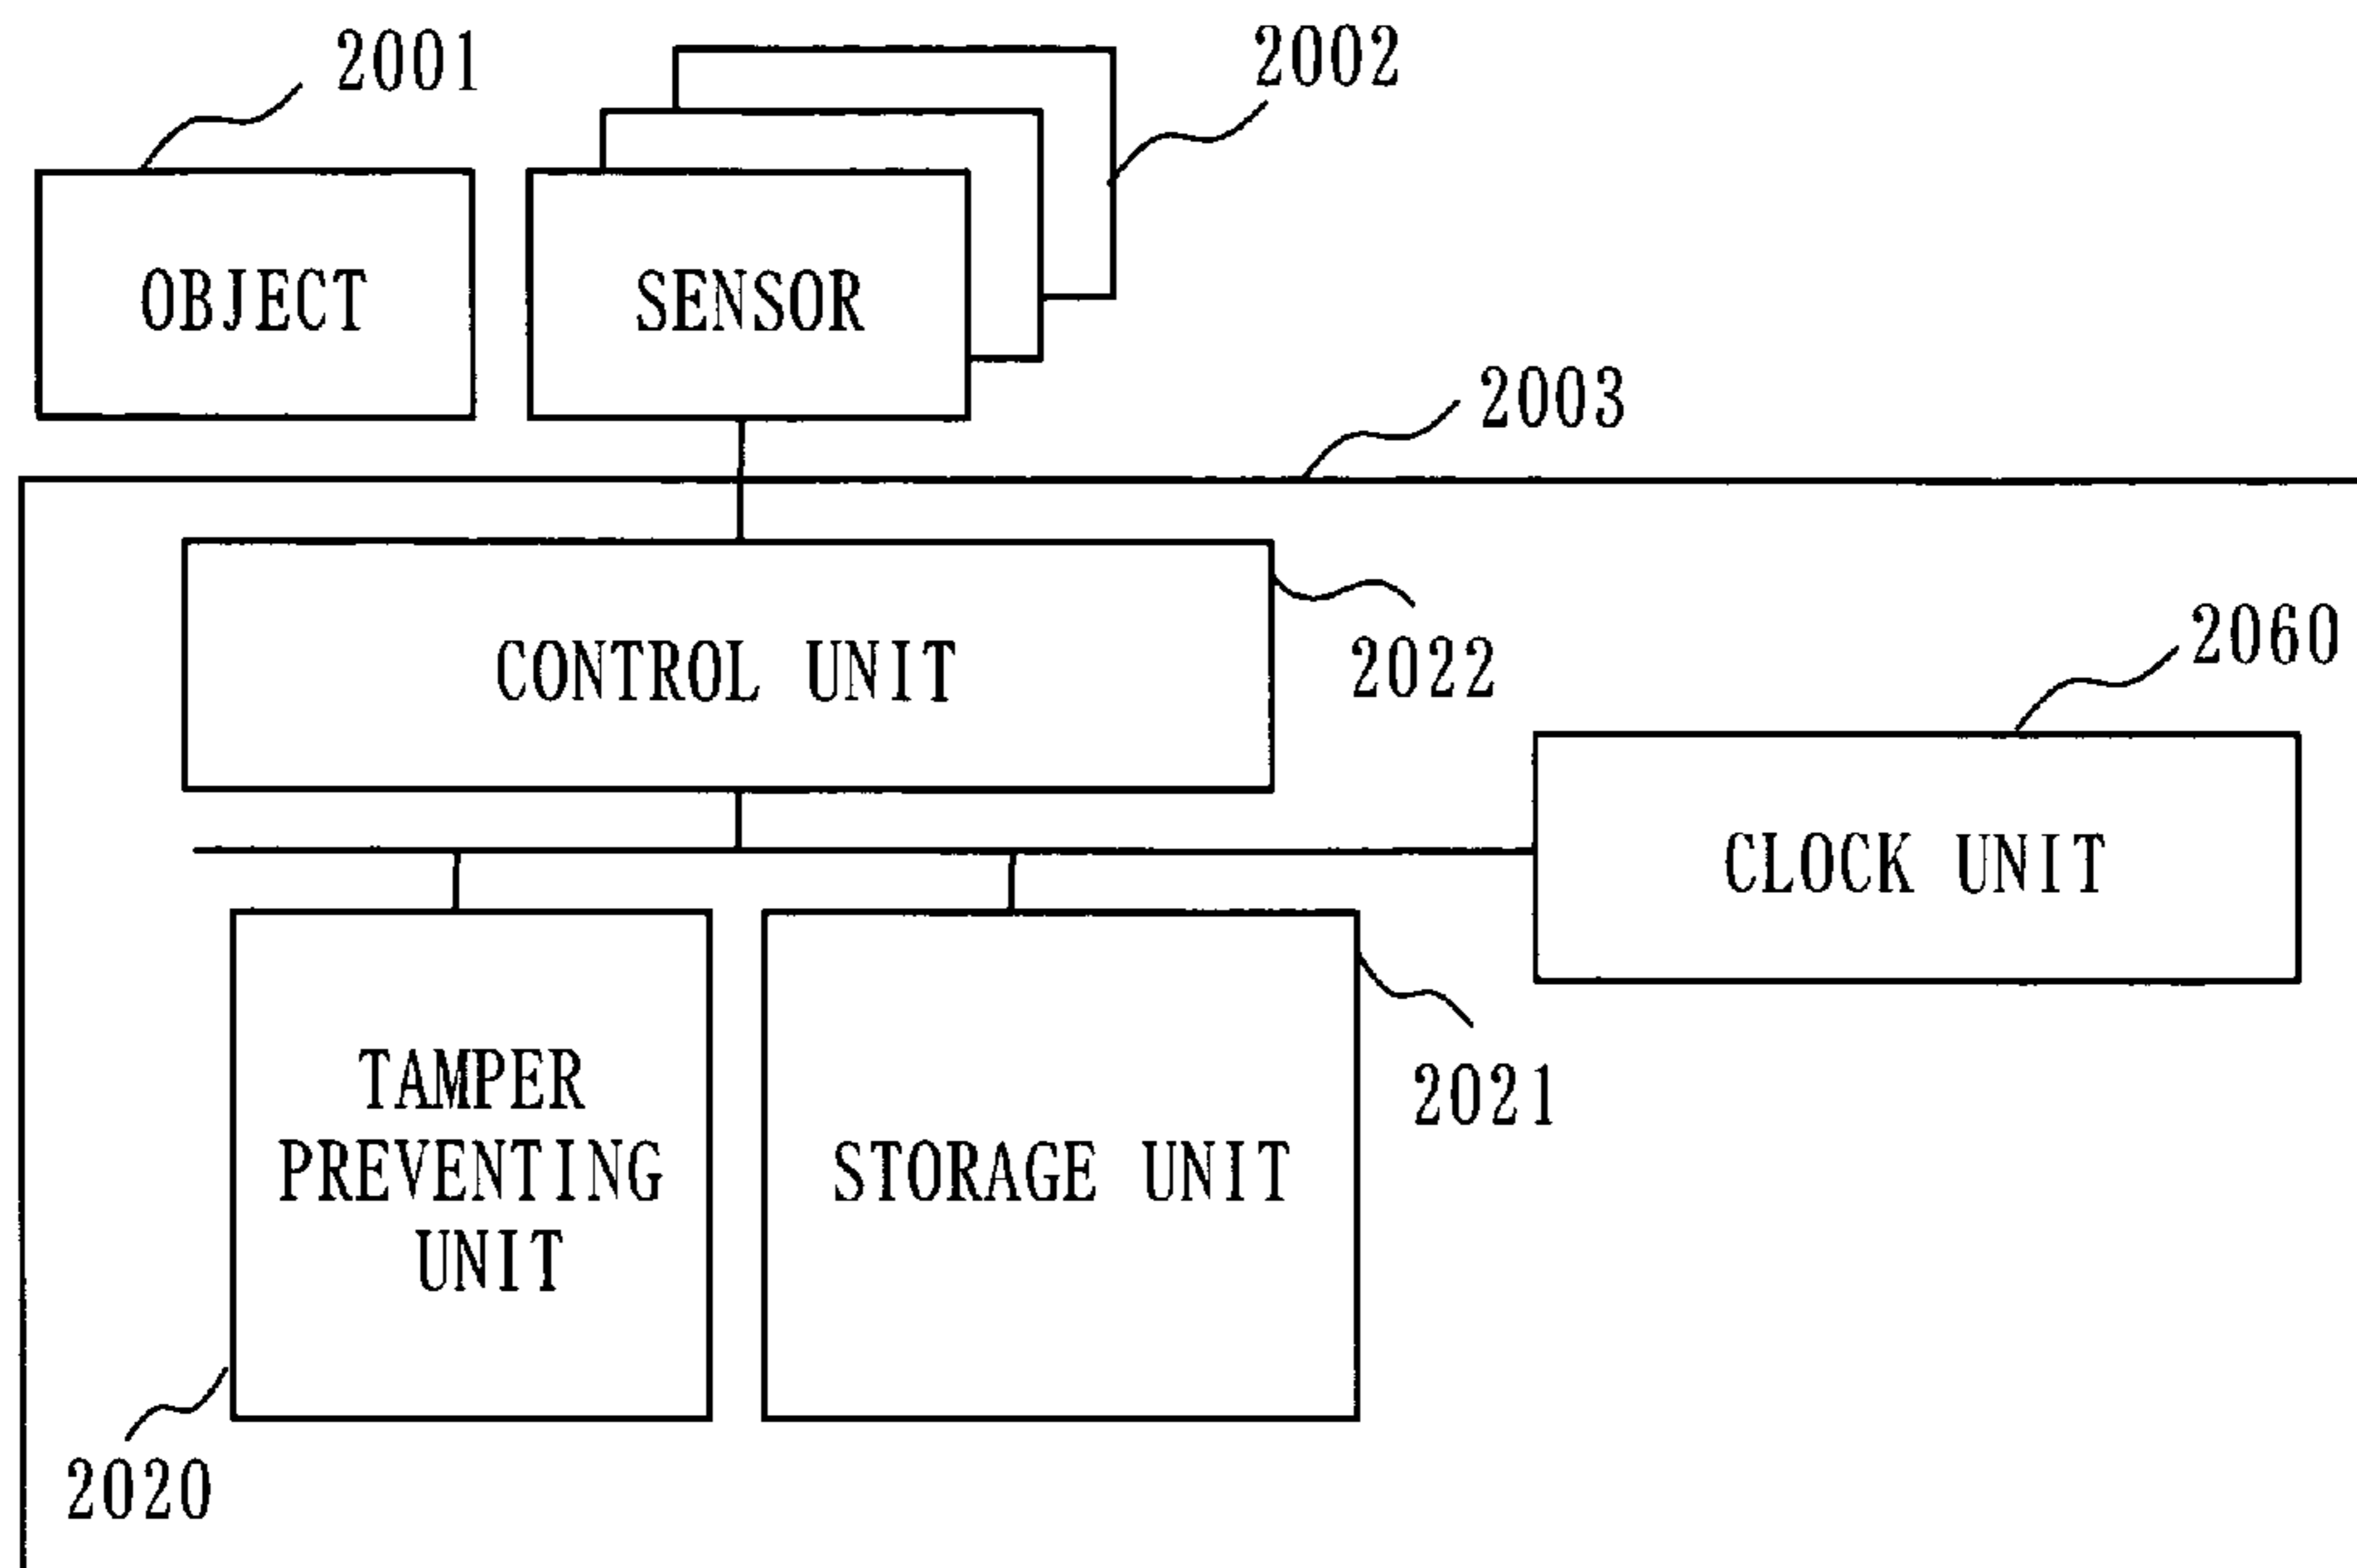 2001
2002
OBJECT
SENSOR
2003
CONTROL UNIT
2022
2060
CLOCK UNIT
TAMPER
PREVENTING
UNIT
STORAGE UNIT
2021
2020